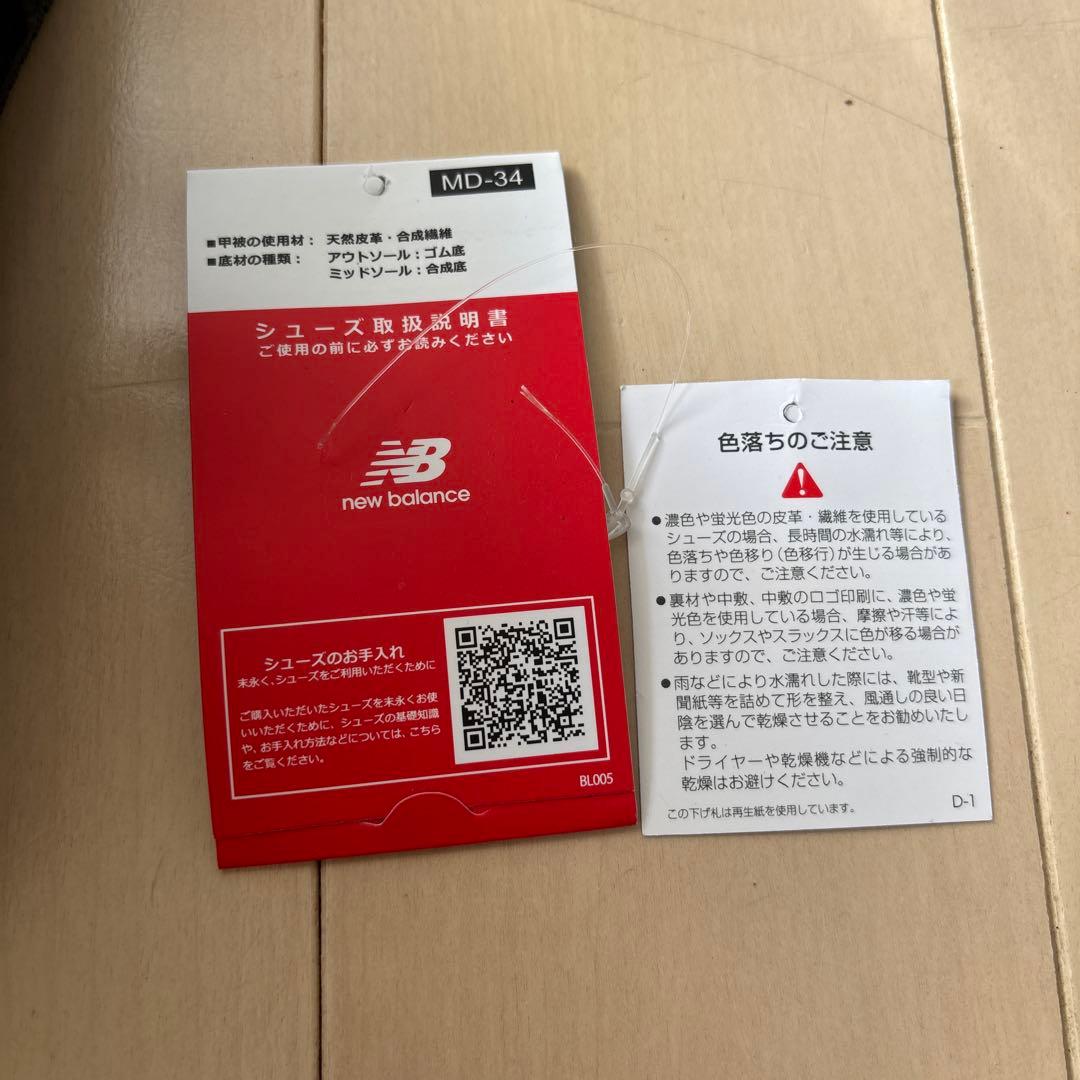 MD-34
■甲被の使用材： 天然皮革・合成繊維
■底材の種類： アウトソール：ゴム底
ミッドソール：合成底
シューズ取扱説明書
ご使用の前に必ずお読みください
NB
new balance
シューズのお手入れ
末永く、シューズをご利用いただくために
ご購入いただいたシューズを末永くお使
いいただくために、シューズの基礎知識
や、お手入れ方法などについては、こちら
をご覧ください。
BL005
色落ちのご注意
●濃色や蛍光色の皮革・繊維を使用している
シューズの場合、長時間の水濡れ等により、
色落ちや色移り（色移行）が生じる場合があ
りますので、ご注意ください。
●裏材や中敷、中敷のロゴ印刷に、濃色や蛍
光色を使用している場合、摩擦や汗等によ
り、ソックスやスラックスに色が移る場合が
ありますので、ご注意ください。
●雨などにより水濡れした際には、靴型や新
聞紙等を詰めて形を整え、風通しの良い日
陰を選んで乾燥させることをお勧めいたし
ます。
ドライヤーや乾燥機などによる強制的な
乾燥はお避けください。
この下げ札は再生紙を使用しています。
D-1